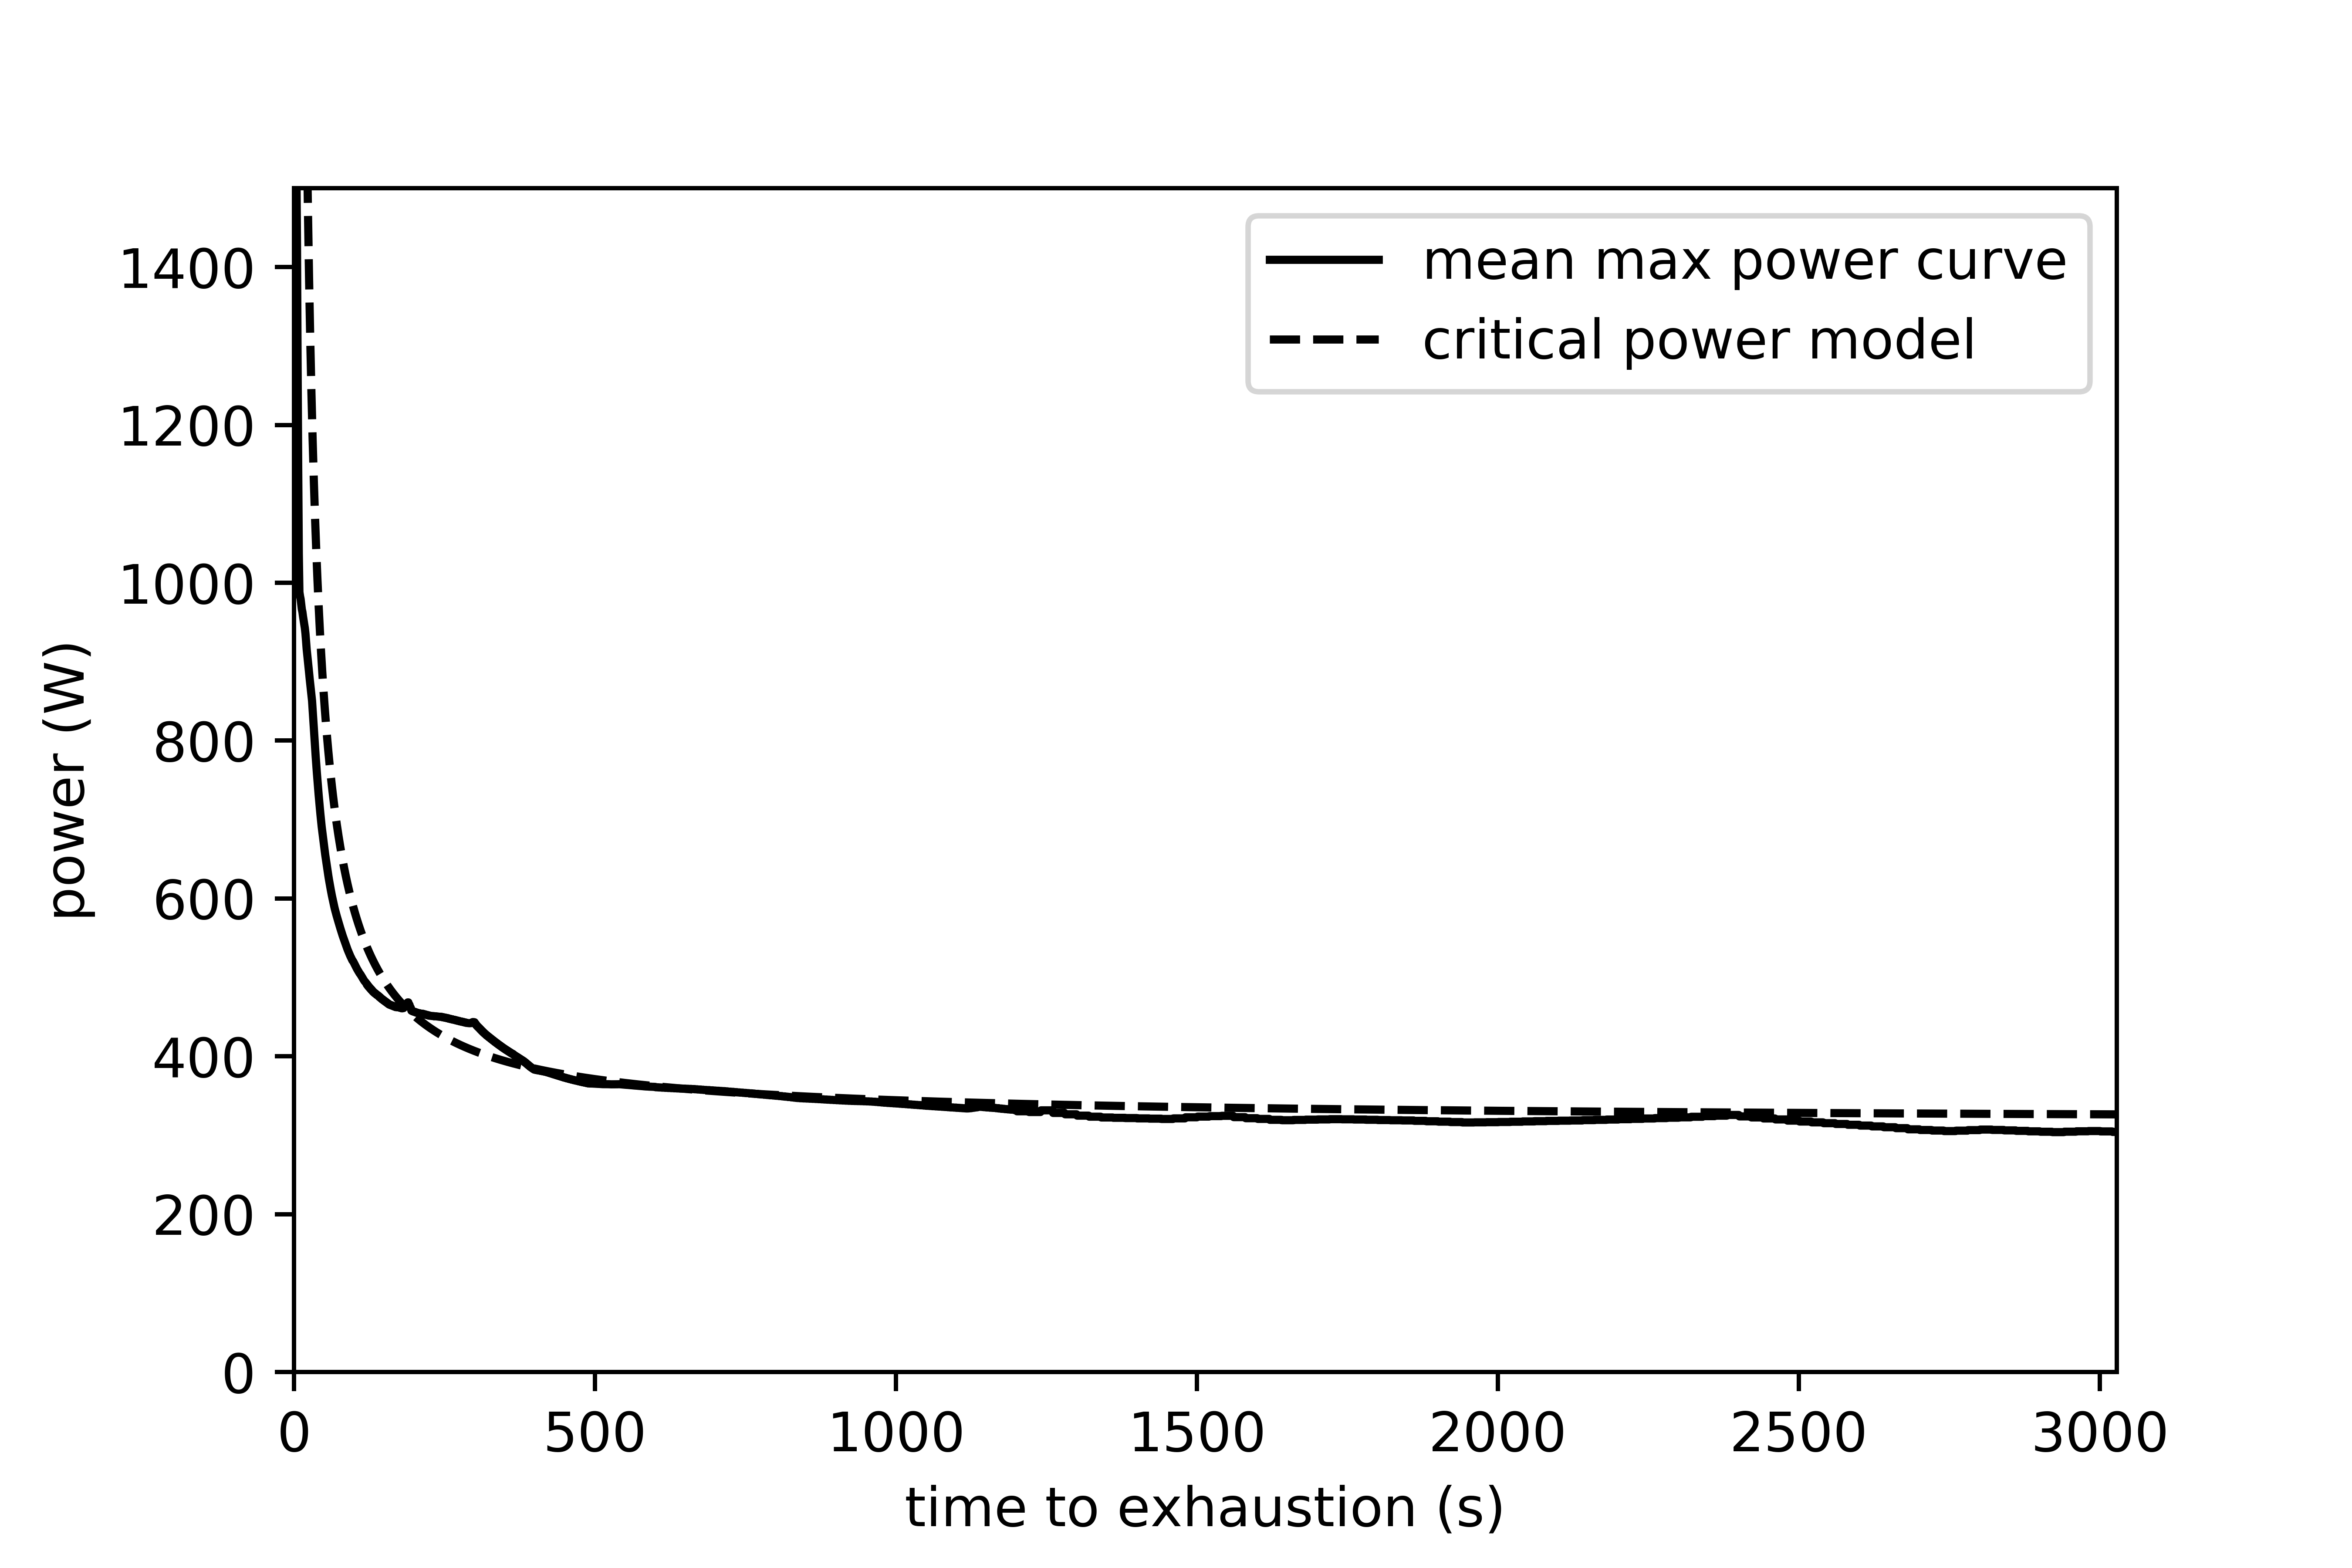 mean max power curve
critical power model
1400
1200
1000
800
600
400
200
0
power (W)
0 500 1000 1500 2000 2500 3000
time to exhaustion (s)